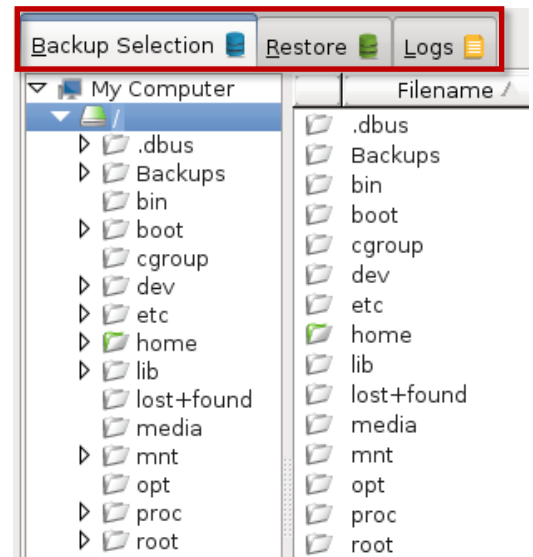 Backup Selection Restore Logs
My Computer
/
.dbus
Backups
bin
boot
cgroup
dev
etc
home
lib
lost+found
media
mnt
opt
proc
root
Filename
.dbus
Backups
bin
boot
cgroup
dev
etc
home
lib
lost+found
media
mnt
opt
proc
root